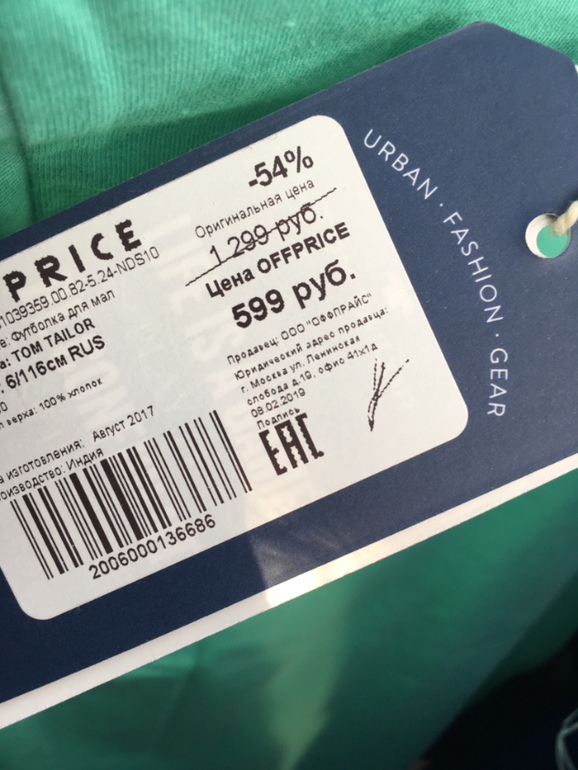 PRICE
1039359.00.82-5.24-NDS10
в: Футболка для мал
а: TOM TAILOR
6/116см RUS
верха: 100% хлопок
а изготовления: Август 2017
оизводство: Индия
2006000136686
-54%
Оригинальная цена
1 299 руб.
Цена OFFPRICE
599 руб.
Продавец: ООО "ОффПРАйС"
Юридический адрес продавца:
г. Москва ул. Ленинская
слобода д.19, офис 41х1д
08.02.2019
Подпись
EAC
URBAN · FASHION · GEAR